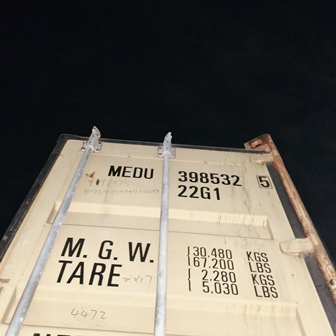 MEDU 398532 5
22G1
M.G.W. 30.480 KGS
67.200 LBS
TARE 2.280 KGS
5.030 LBS
4472